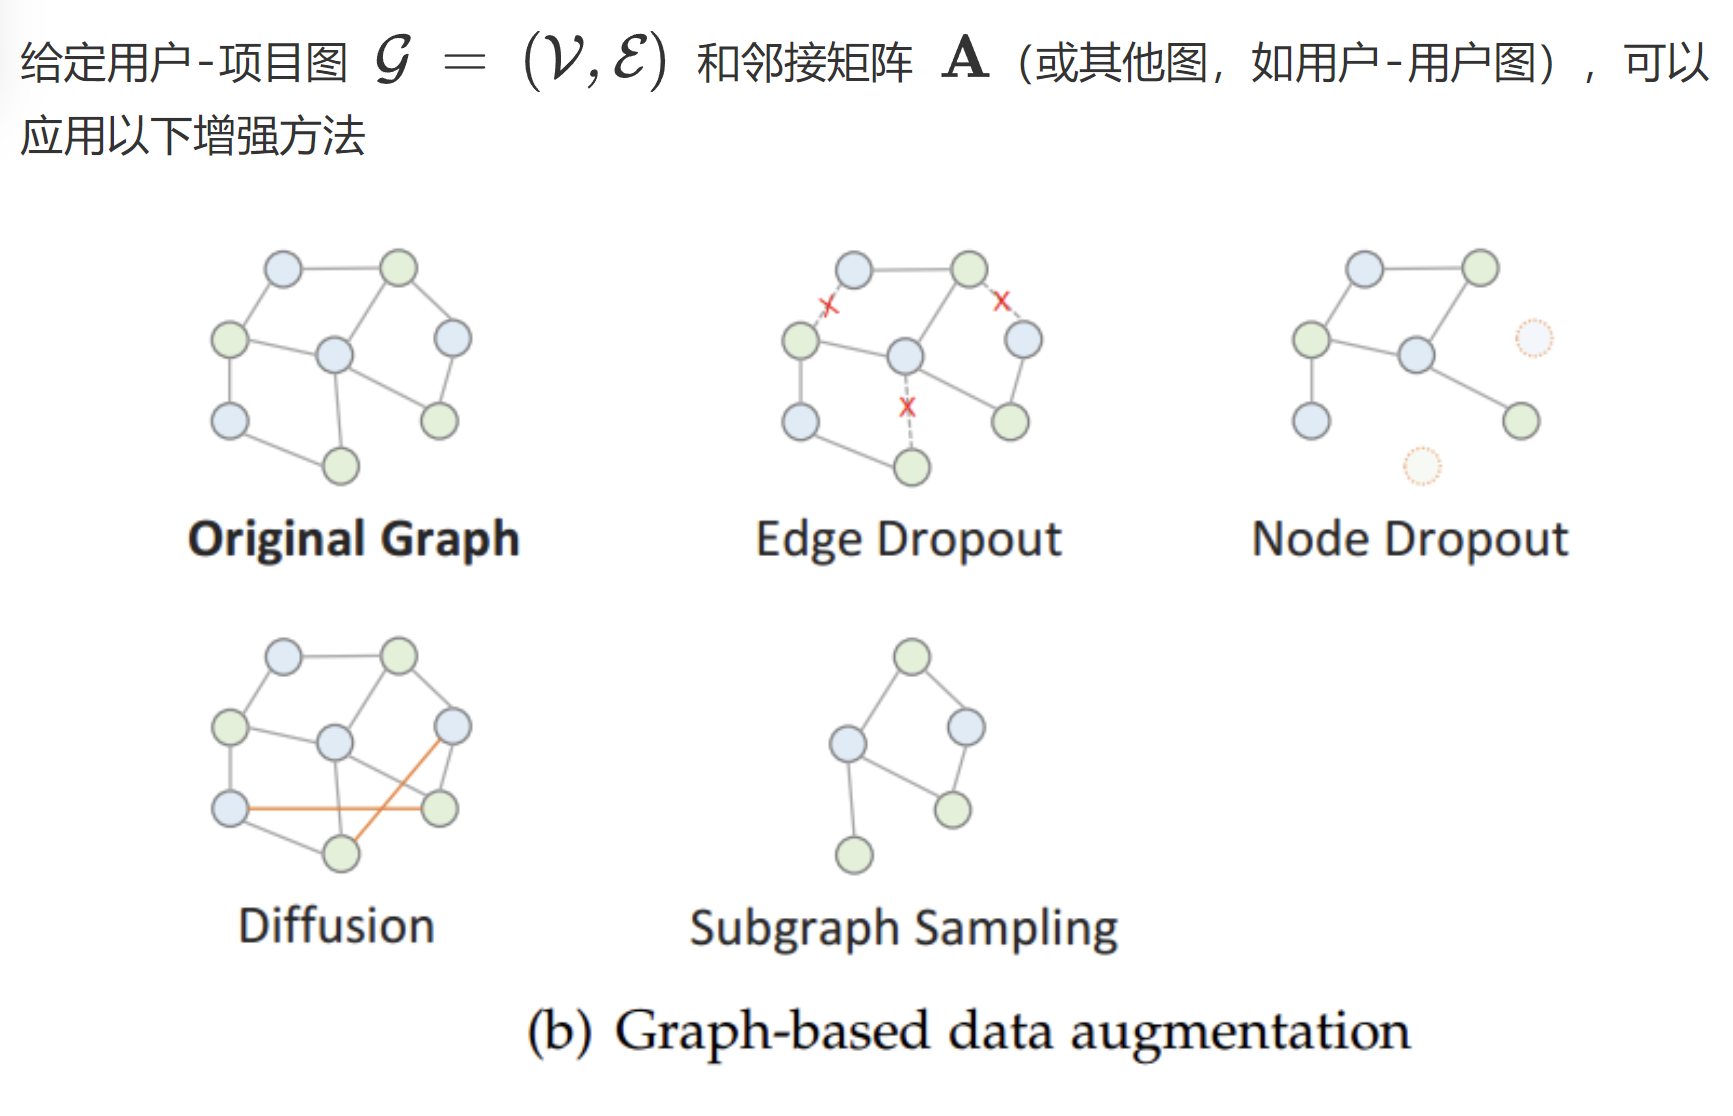 给定用户-项目图 𝒢 = (𝒱, ℰ) 和邻接矩阵 𝐀（或其他图，如用户-用户图），可以
应用以下增强方法
x
x
x
Original Graph
Edge Dropout
Node Dropout
Diffusion
Subgraph Sampling
(b) Graph-based data augmentation